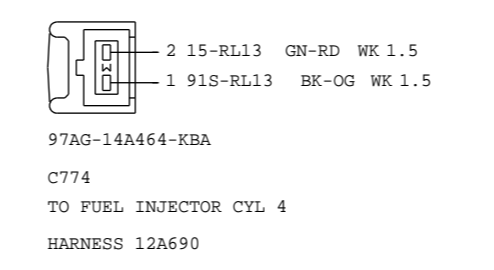 2 15-RL13 GN-RD WK 1.5
1 91S-RL13 BK-OG WK 1.5
97AG-14A464-KBA
C774
TO FUEL INJECTOR CYL 4
HARNESS 12A690